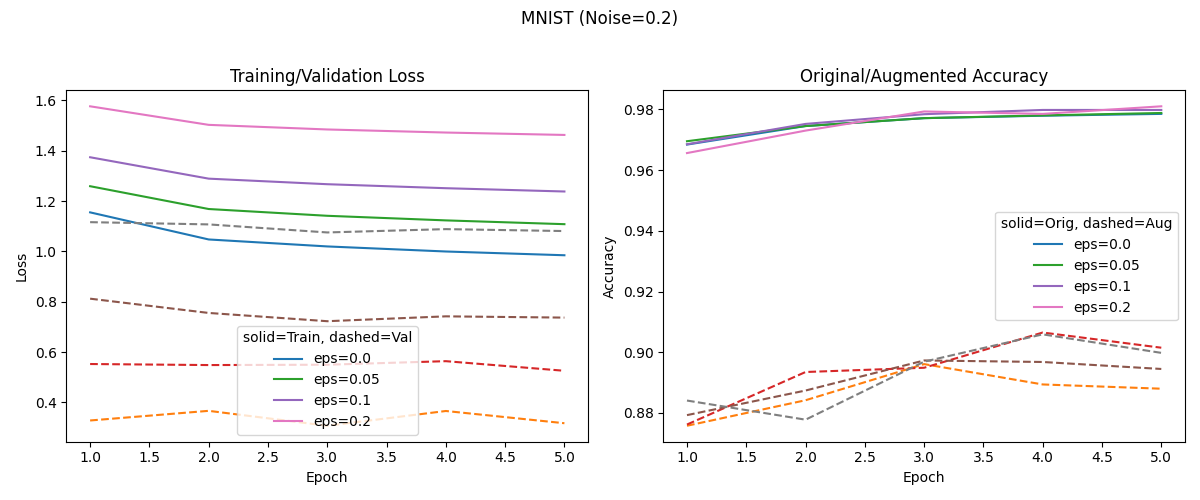 MNIST (Noise=0.2)
Training/Validation Loss
1.6
1.4
1.2
1.0
0.8
0.6
0.4
Loss
solid=Train, dashed=Val
eps=0.0
eps=0.05
eps=0.1
eps=0.2
1.0 1.5 2.0 2.5 3.0 3.5 4.0 4.5 5.0
Epoch
Original/Augmented Accuracy
0.98
0.96
0.94
0.92
0.90
0.88
Accuracy
solid=Orig, dashed=Aug
eps=0.0
eps=0.05
eps=0.1
eps=0.2
1.0 1.5 2.0 2.5 3.0 3.5 4.0 4.5 5.0
Epoch